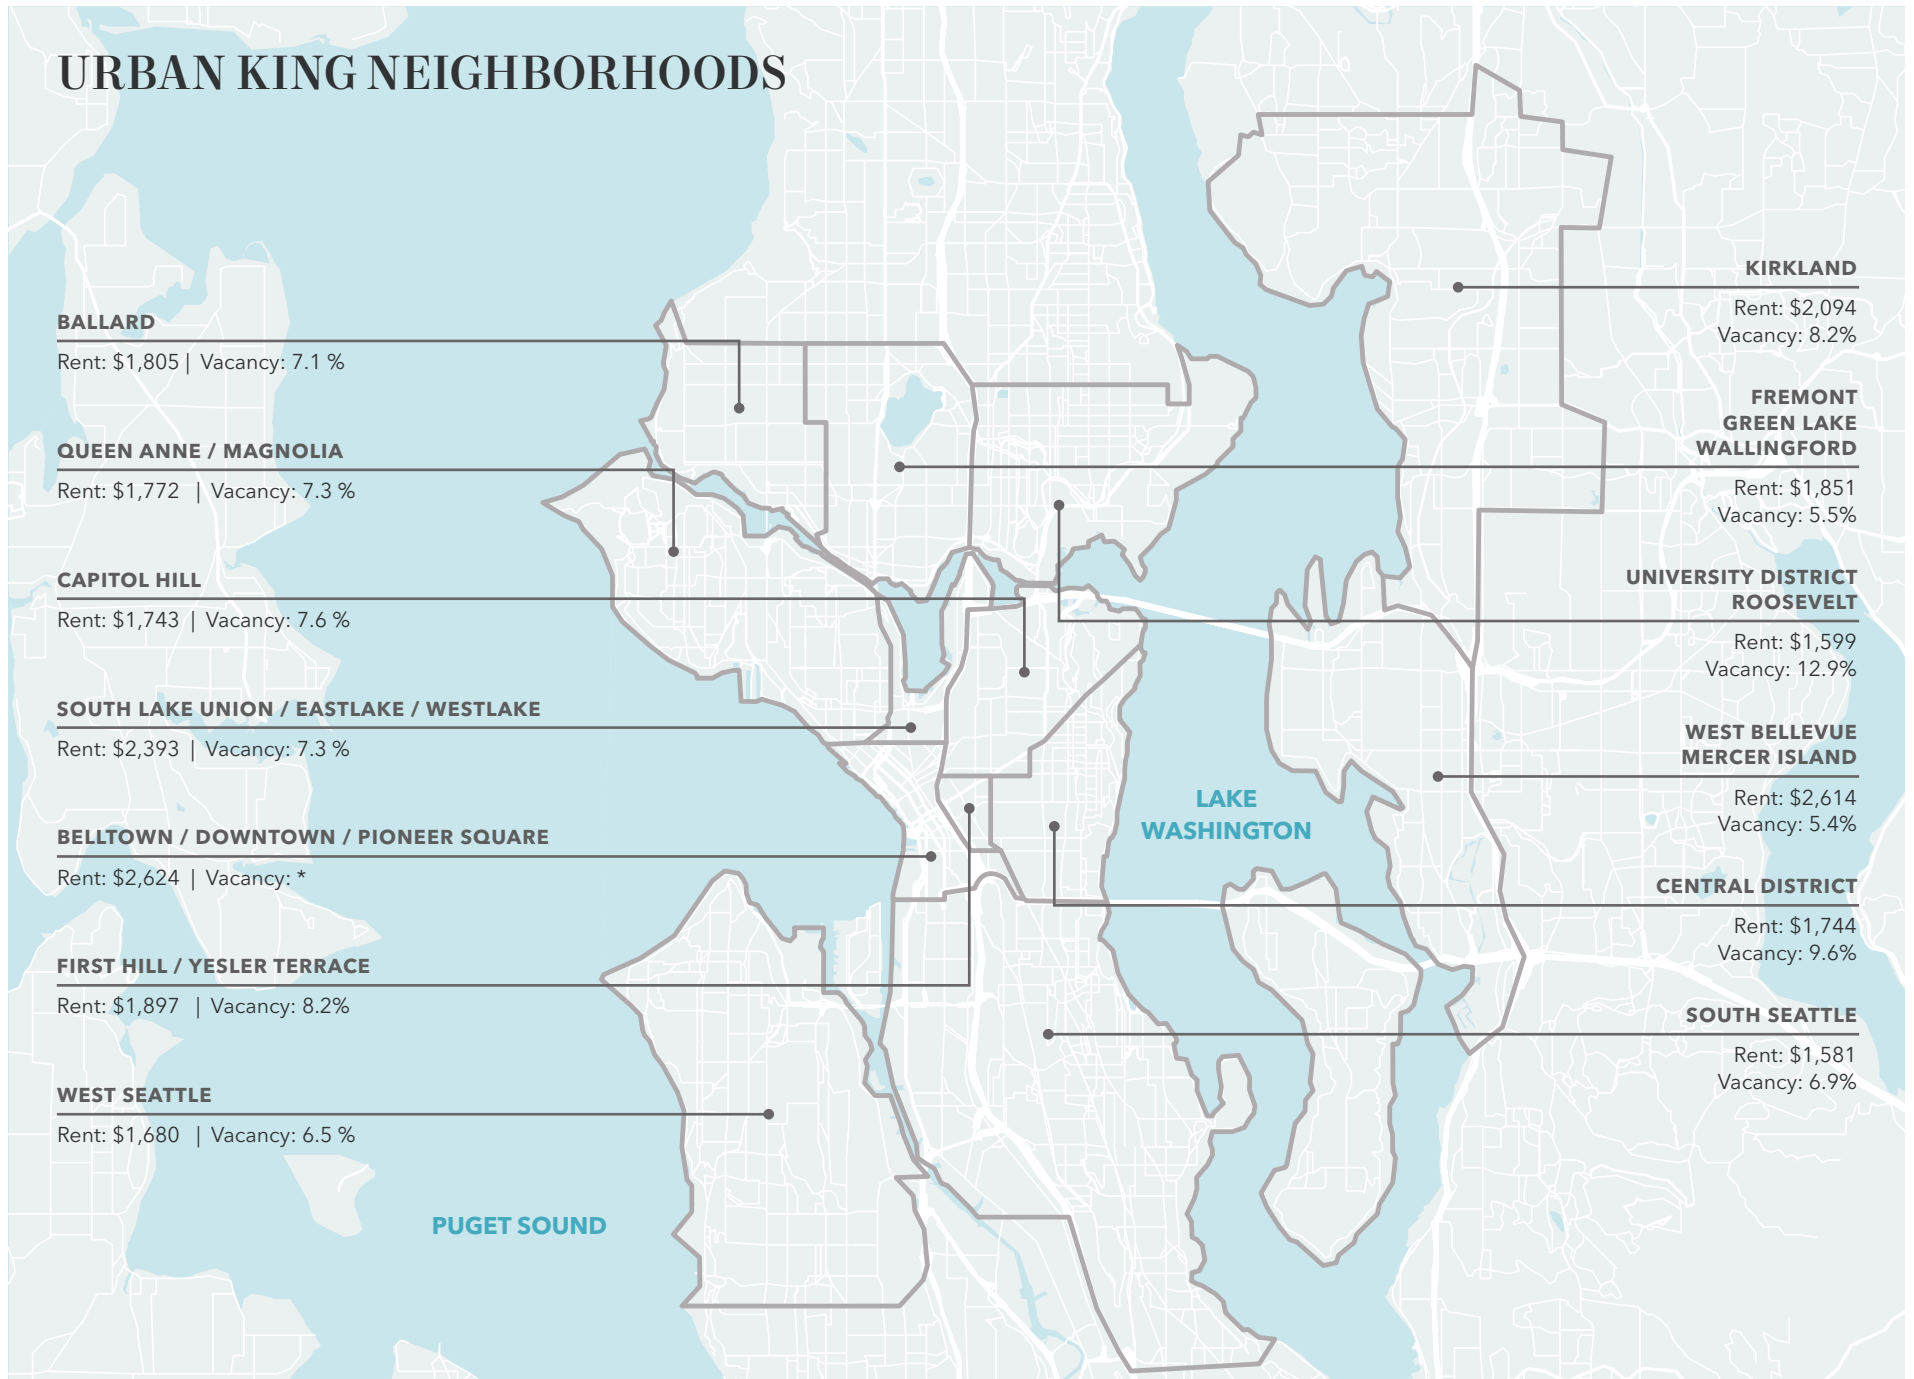 URBAN KING NEIGHBORHOODS
BALLARD
Rent: $1,805 | Vacancy: 7.1 %
QUEEN ANNE / MAGNOLIA
Rent: $1,772 | Vacancy: 7.3 %
CAPITOL HILL
Rent: $1,743 | Vacancy: 7.6 %
SOUTH LAKE UNION / EASTLAKE / WESTLAKE
Rent: $2,393 | Vacancy: 7.3 %
BELLTOWN / DOWNTOWN / PIONEER SQUARE
Rent: $2,624 | Vacancy: *
FIRST HILL / YESLER TERRACE
Rent: $1,897 | Vacancy: 8.2%
WEST SEATTLE
Rent: $1,680 | Vacancy: 6.5 %
PUGET SOUND
LAKE
WASHINGTON
KIRKLAND
Rent: $2,094
Vacancy: 8.2%
FREMONT
GREEN LAKE
WALLINGFORD
Rent: $1,851
Vacancy: 5.5%
UNIVERSITY DISTRICT
ROOSEVELT
Rent: $1,599
Vacancy: 12.9%
WEST BELLEVUE
MERCER ISLAND
Rent: $2,614
Vacancy: 5.4%
CENTRAL DISTRICT
Rent: $1,744
Vacancy: 9.6%
SOUTH SEATTLE
Rent: $1,581
Vacancy: 6.9%